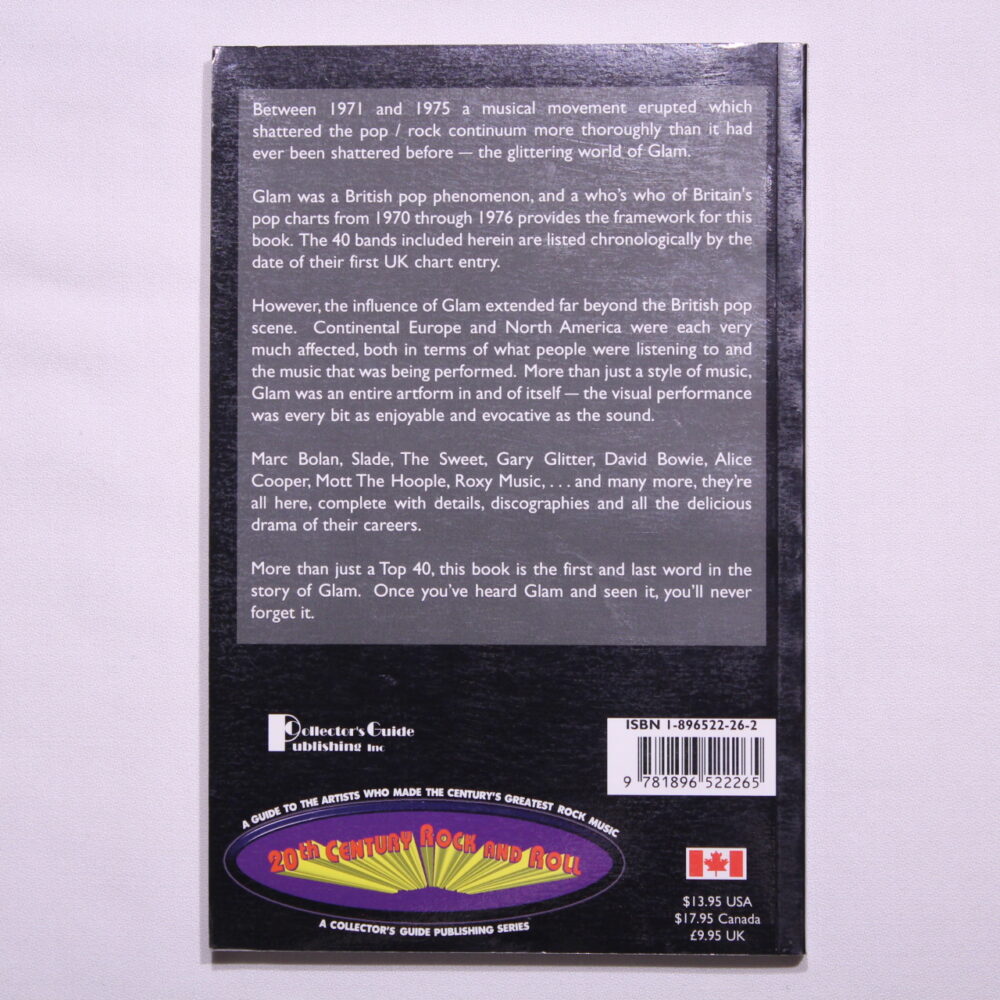 Between 1971 and 1975 a musical movement erupted which
shattered the pop / rock continuum more thoroughly than it had
ever been shattered before — the glittering world of Glam.
Glam was a British pop phenomenon, and a who's who of Britain's
pop charts from 1970 through 1976 provides the framework for this
book. The 40 bands included herein are listed chronologically by the
date of their first UK chart entry.
However, the influence of Glam extended far beyond the British pop
scene. Continental Europe and North America were each very
much affected, both in terms of what people were listening to and
the music that was being performed. More than just a style of music,
Glam was an entire artform in and of itself — the visual performance
was every bit as enjoyable and evocative as the sound.
Marc Bolan, Slade, The Sweet, Gary Glitter, David Bowie, Alice
Cooper, Mott The Hoople, Roxy Music, . . . and many more, they're
all here, complete with details, discographies and all the delicious
drama of their careers.
More than just a Top 40, this book is the first and last word in the
story of Glam. Once you've heard Glam and seen it, you'll never
forget it.
Collector's Guide
Publishing Inc
ISBN 1-896522-26-2
9 781896 522265
A GUIDE TO THE ARTISTS WHO MADE THE CENTURY'S GREATEST ROCK MUSIC
20th CENTURY ROCK AND ROLL
A COLLECTOR'S GUIDE PUBLISHING SERIES
$13.95 USA
$17.95 Canada
£9.95 UK